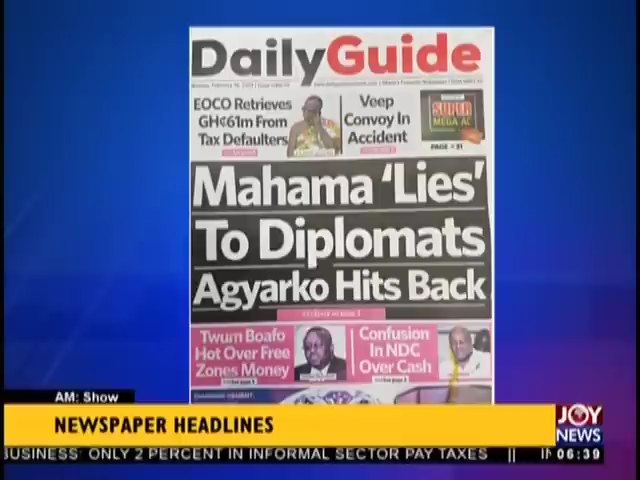 DailyGuide
EOCO Retrieves
GH¢61m From
Tax Defaulters
Veep
Convoy In
Accident
SUPER
MEGA AC
PAGE
Mahama ‘Lies’
To Diplomats
Agyarko Hits Back
Twum Boafo
Hot Over Free
Zones Money
Confusion
In NDC
Over Cash
AM: Show
NEWSPAPER HEADLINES
JOY
NEWS
BUSINESS: ONLY 2 PERCENT IN INFORMAL SECTOR PAY TAXES ||
06:39